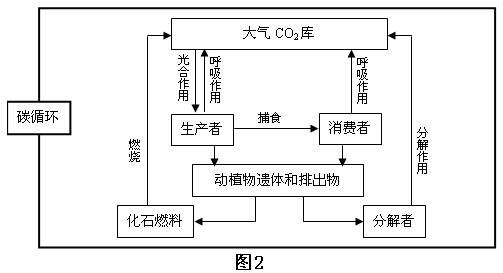 大气 CO₂库
光合作用
呼吸作用
呼吸作用
碳循环
生产者
捕食
消费者
燃烧
分解作用
动植物遗体和排出物
化石燃料
分解者
图2